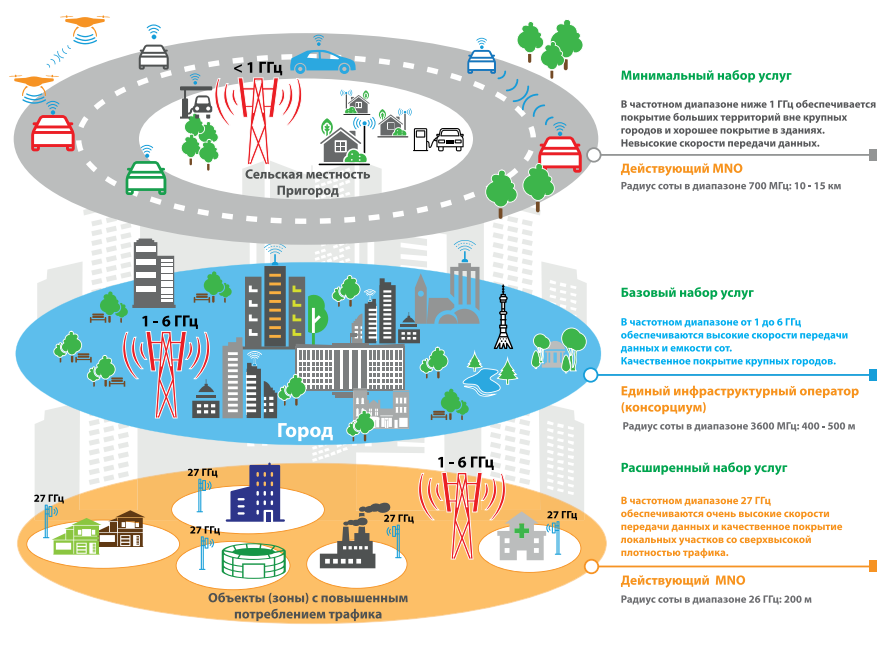 < 1 ГГц
Сельская местность
Пригород
Минимальный набор услуг
В частотном диапазоне ниже 1 ГГц обеспечивается
покрытие больших территорий вне крупных
городов и хорошее покрытие в зданиях.
Невысокие скорости передачи данных.
Действующий MNO
Радиус соты в диапазоне 700 МГц: 10 - 15 км
1 - 6 ГГц
Город
Базовый набор услуг
В частотном диапазоне от 1 до 6 ГГц
обеспечиваются высокие скорости передачи
данных и емкости сот.
Качественное покрытие крупных городов.
Единый инфраструктурный оператор
(консорциум)
Радиус соты в диапазоне 3600 МГц: 400 - 500 м
1 - 6 ГГц
27 ГГц
27 ГГц
27 ГГц
27 ГГц
27 ГГц
Объекты (зоны) с повышенным
потреблением трафика
Расширенный набор услуг
В частотном диапазоне 27 ГГц
обеспечиваются очень высокие скорости
передачи данных и качественное покрытие
локальных участков со сверхвысокой
плотностью трафика.
Действующий MNO
Радиус соты в диапазоне 26 ГГц: 200 м